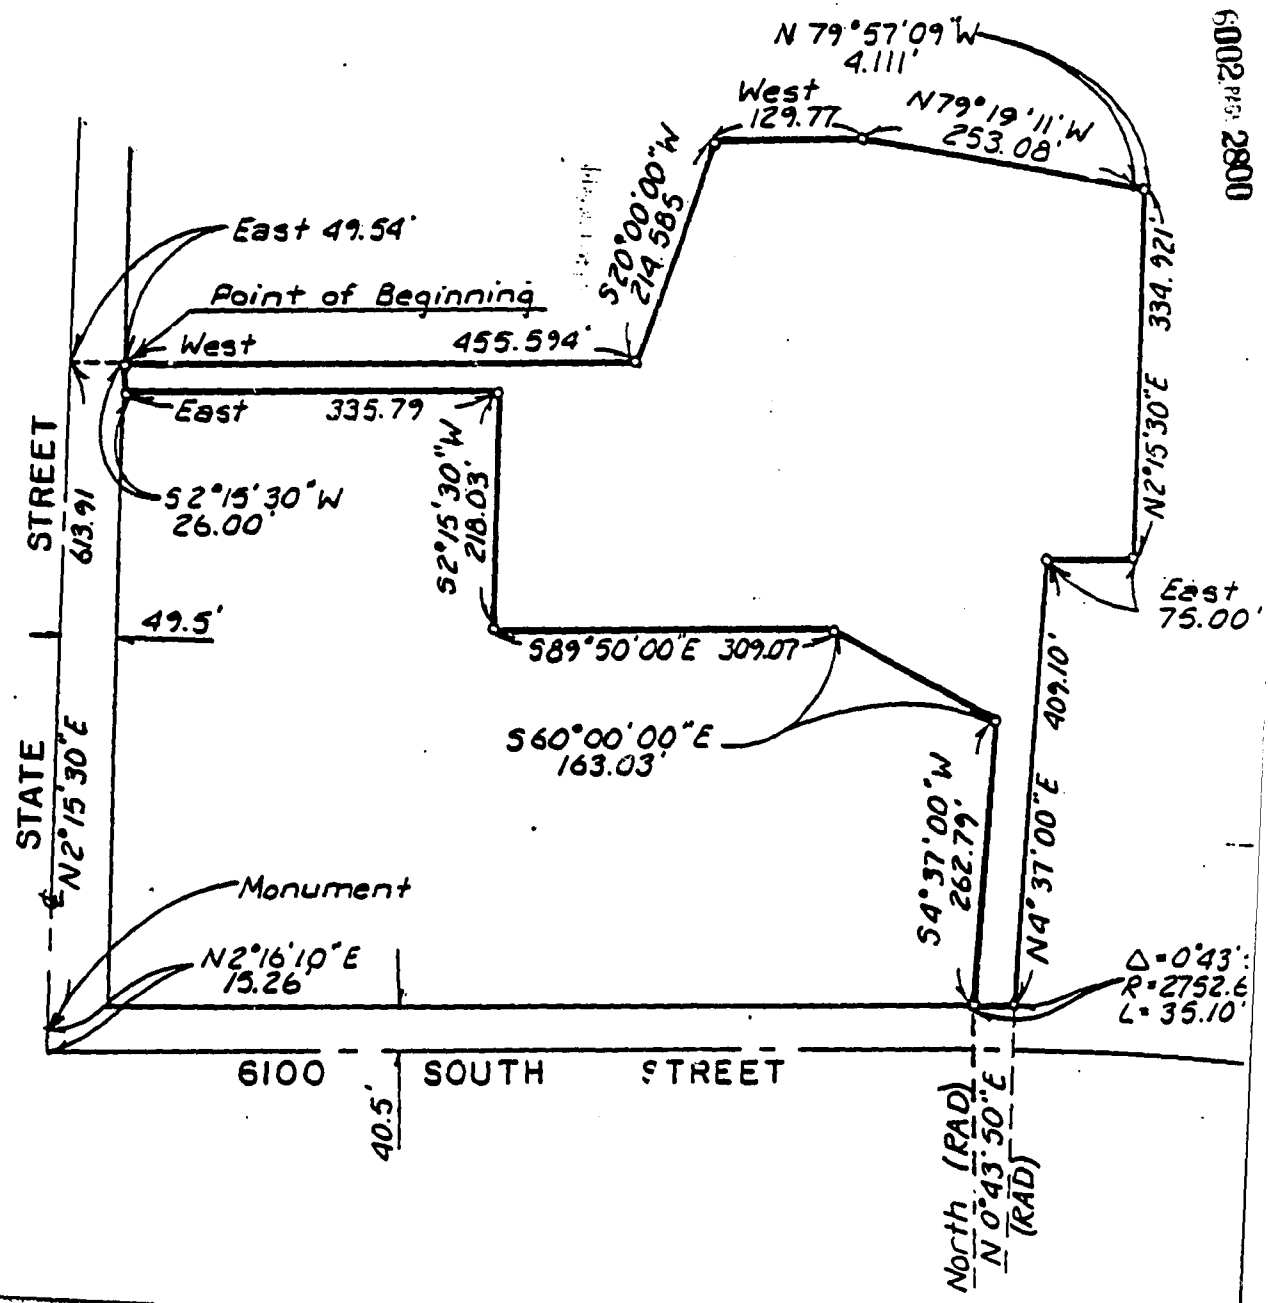 6002 PAGE 2800
N 79°57'09"W
4.111'
West
129.77
N79°19'11"W
253.08'
S20°00'00"W
214.585
East 49.54'
Point of Beginning
West 455.594'
334.921'
N2°15'30"E
East 335.79
S2°15'30"W
26.00'
S2°15'30"W
218.03'
STATE STREET
613.91
N2°15'30"E
49.5'
East
75.00'
S89°50'00"E 309.07
S60°00'00"E
163.03'
409.10'
N4°37'00"E
S4°37'00"W
262.79'
℄
Monument
N2°16'10"E
15.26'
Δ=0°43'
R=2752.6
L=35.10'
6100 SOUTH STREET
40.5'
North (RAD)
N 0°43'50"E
(RAD)